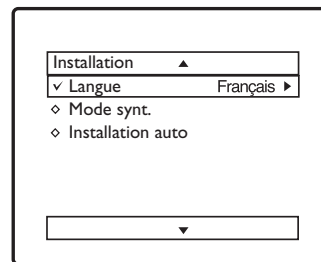 Installation ▲
✓ Langue Français ▶
◇ Mode synt.
◇ Installation auto
▼